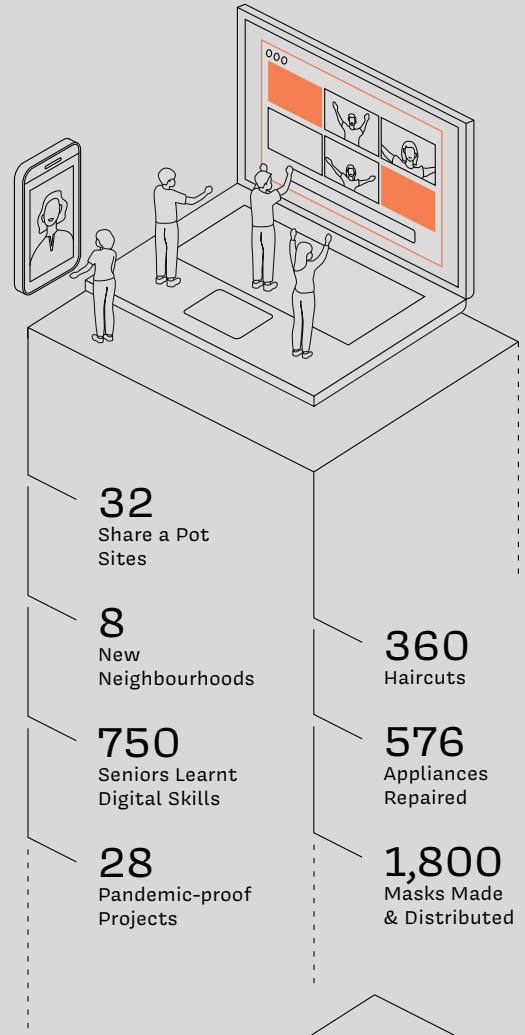 32
Share a Pot
Sites
8
New
Neighbourhoods
750
Seniors Learnt
Digital Skills
28
Pandemic-proof
Projects
360
Haircuts
576
Appliances
Repaired
1,800
Masks Made
& Distributed